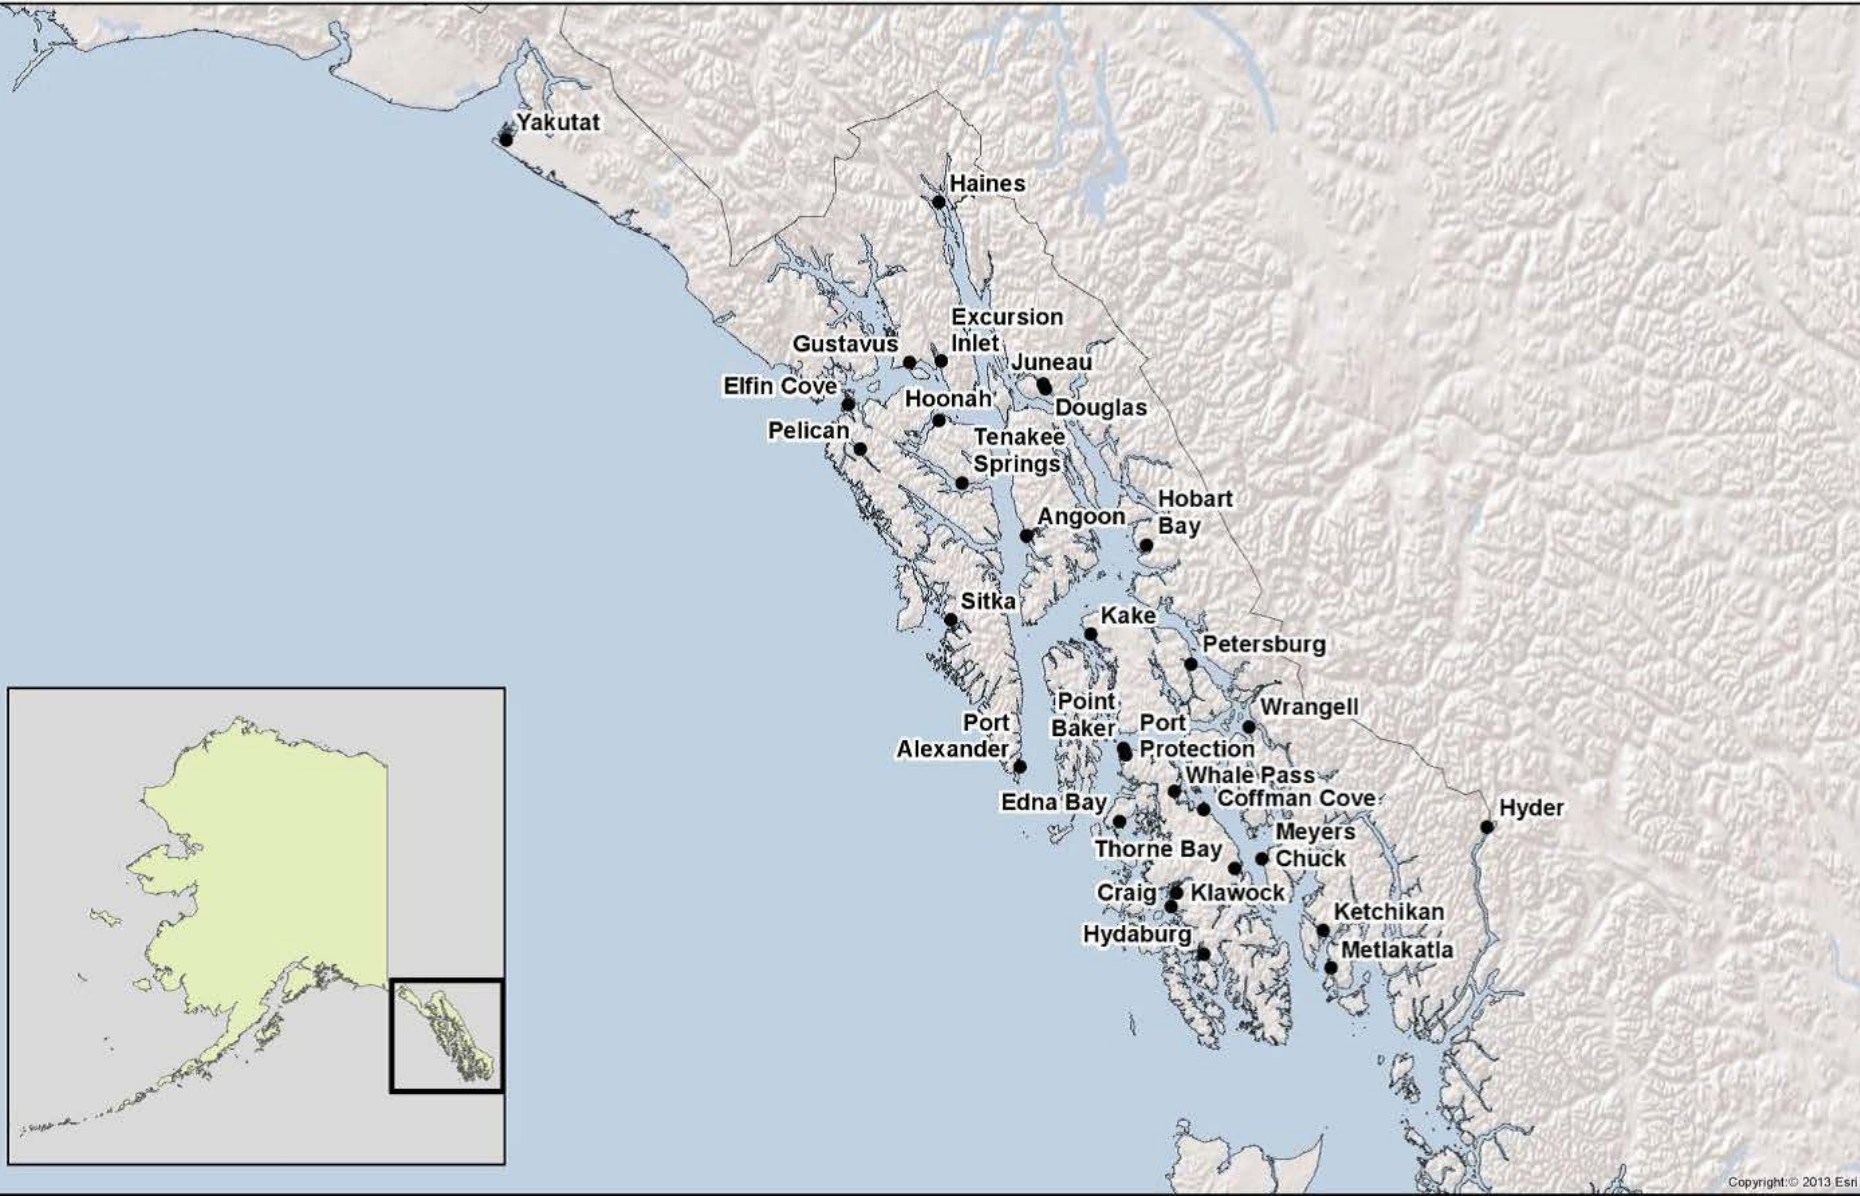 Yakutat
Haines
Excursion
Inlet
Gustavus
Juneau
Elfin Cove
Hoonah
Douglas
Pelican
Tenakee
Springs
Hobart
Bay
Angoon
Sitka
Kake
Petersburg
Point
Baker
Wrangell
Port
Alexander
Port
Protection
Whale Pass
Edna Bay
Coffman Cove
Hyder
Meyers
Chuck
Thorne Bay
Craig
Klawock
Ketchikan
Hydaburg
Metlakatla
Copyright:© 2013 Esri